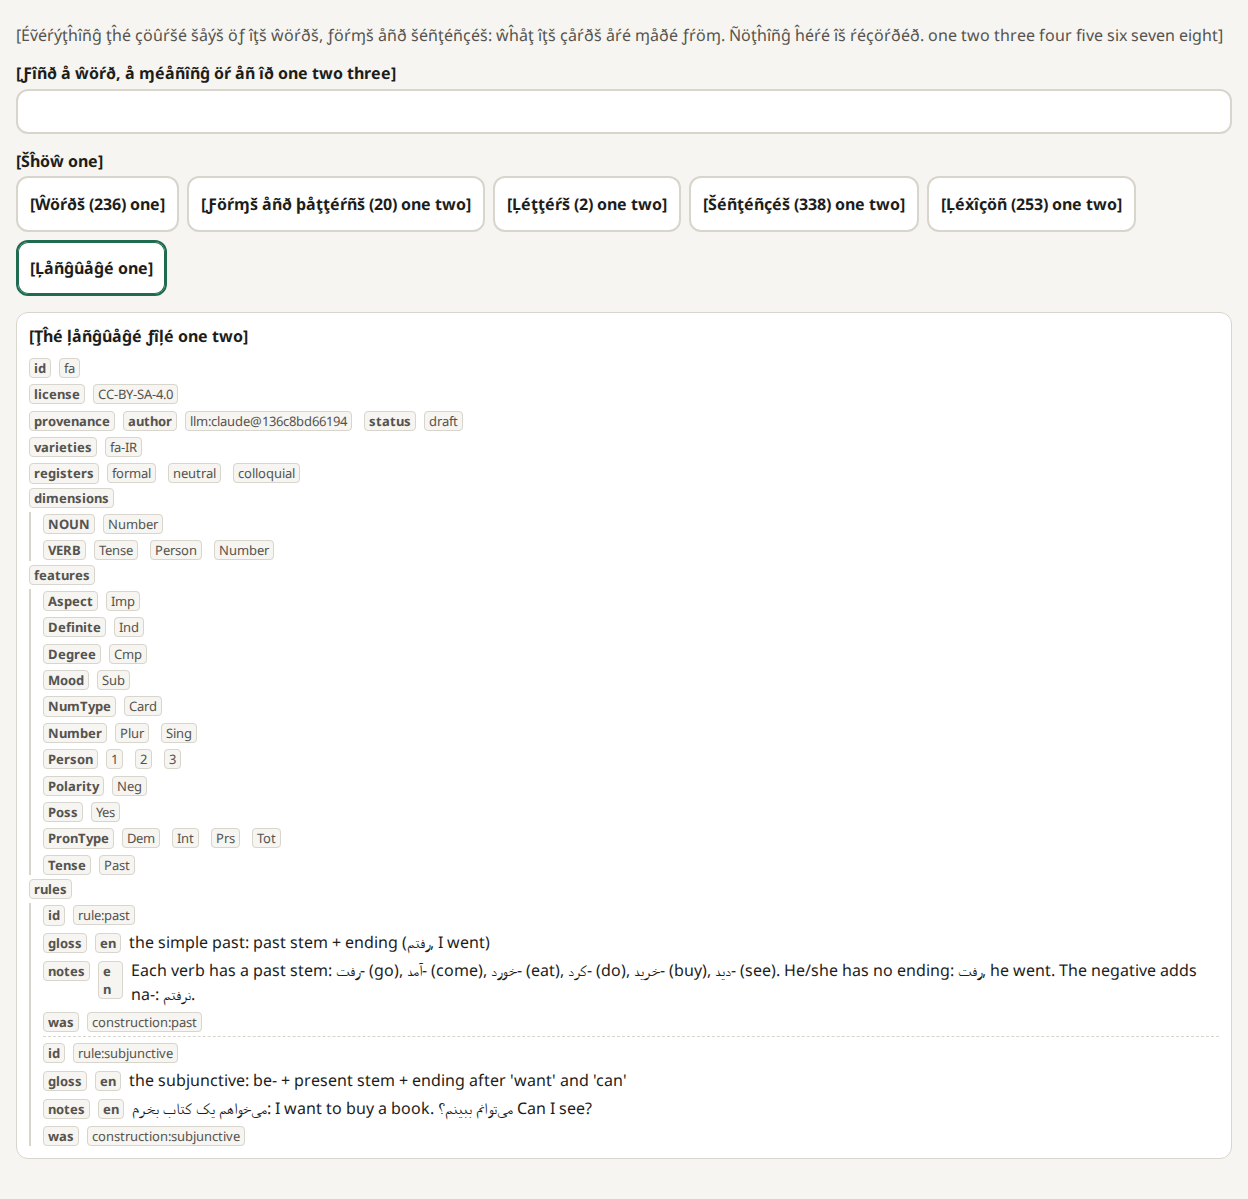 [Éṽéŕýţĥîñĝ ţĥé çöûŕšé šåýš öƒ îţš ŵöŕðš, ƒöŕɱš åñð šéñţéñçéš: ŵĥåţ îţš çåŕðš åŕé ɱåðé ƒŕöɱ. Ñöţĥîñĝ ĥéŕé îš ŕéçöŕðéð. one two three four five six seven eight]
[Ƒîñð å ŵöŕð, å ɱéåñîñĝ öŕ åñ îð one two three]
[Šĥöŵ one]
[Ŵöŕðš (236) one] [Ƒöŕɱš åñð þåţţéŕñš (20) one two] [Ļéţţéŕš (2) one two] [Šéñţéñçéš (338) one two] [Ļéẋîçöñ (253) one two]
[Ļåñĝûåĝé one]
[Ţĥé ļåñĝûåĝé ƒîļé one two]
id fa
license CC-BY-SA-4.0
provenance author llm:claude@136c8bd66194 status draft
varieties fa-IR
registers formal neutral colloquial
dimensions
NOUN Number
VERB Tense Person Number
features
Aspect Imp
Definite Ind
Degree Cmp
Mood Sub
NumType Card
Number Plur Sing
Person 1 2 3
Polarity Neg
Poss Yes
PronType Dem Int Prs Tot
Tense Past
rules
id rule:past
gloss en the simple past: past stem + ending (رفتم, I went)
notes en Each verb has a past stem: رفت- (go), آمد- (come), خورد- (eat), کرد- (do), خرید- (buy), دید- (see). He/she has no ending: رفت, he went. The negative adds
na-: نرفتم.
was construction:past
id rule:subjunctive
gloss en the subjunctive: be- + present stem + ending after 'want' and 'can'
notes en می‌خواهم یک کتاب بخرم: I want to buy a book. می‌توانم ببینم؟ Can I see?
was construction:subjunctive